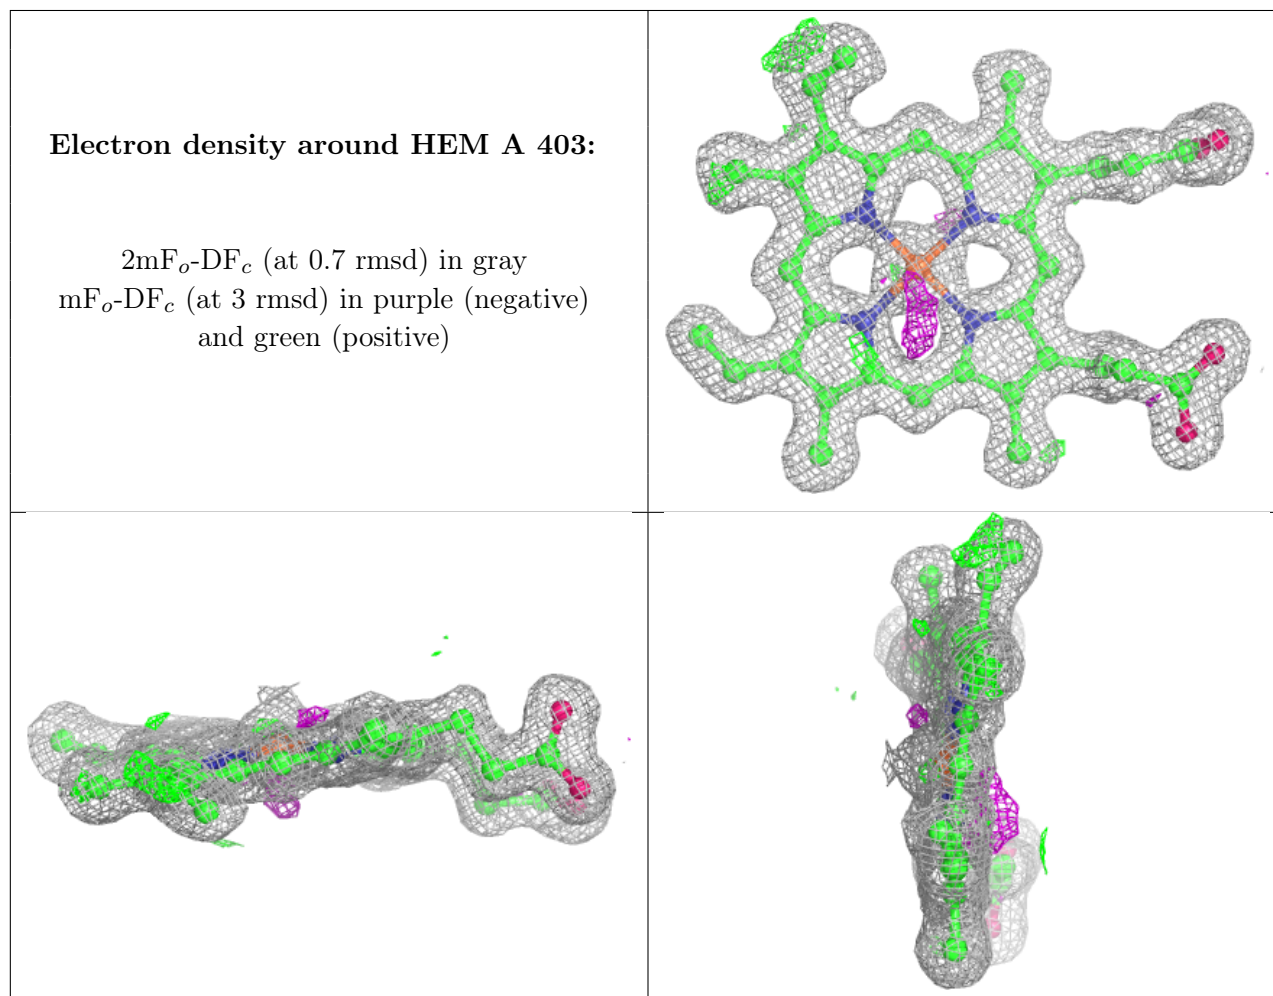 Electron density around HEM A 403:
2mFo-DFc (at 0.7 rmsd) in gray
mFo-DFc (at 3 rmsd) in purple (negative)
and green (positive)